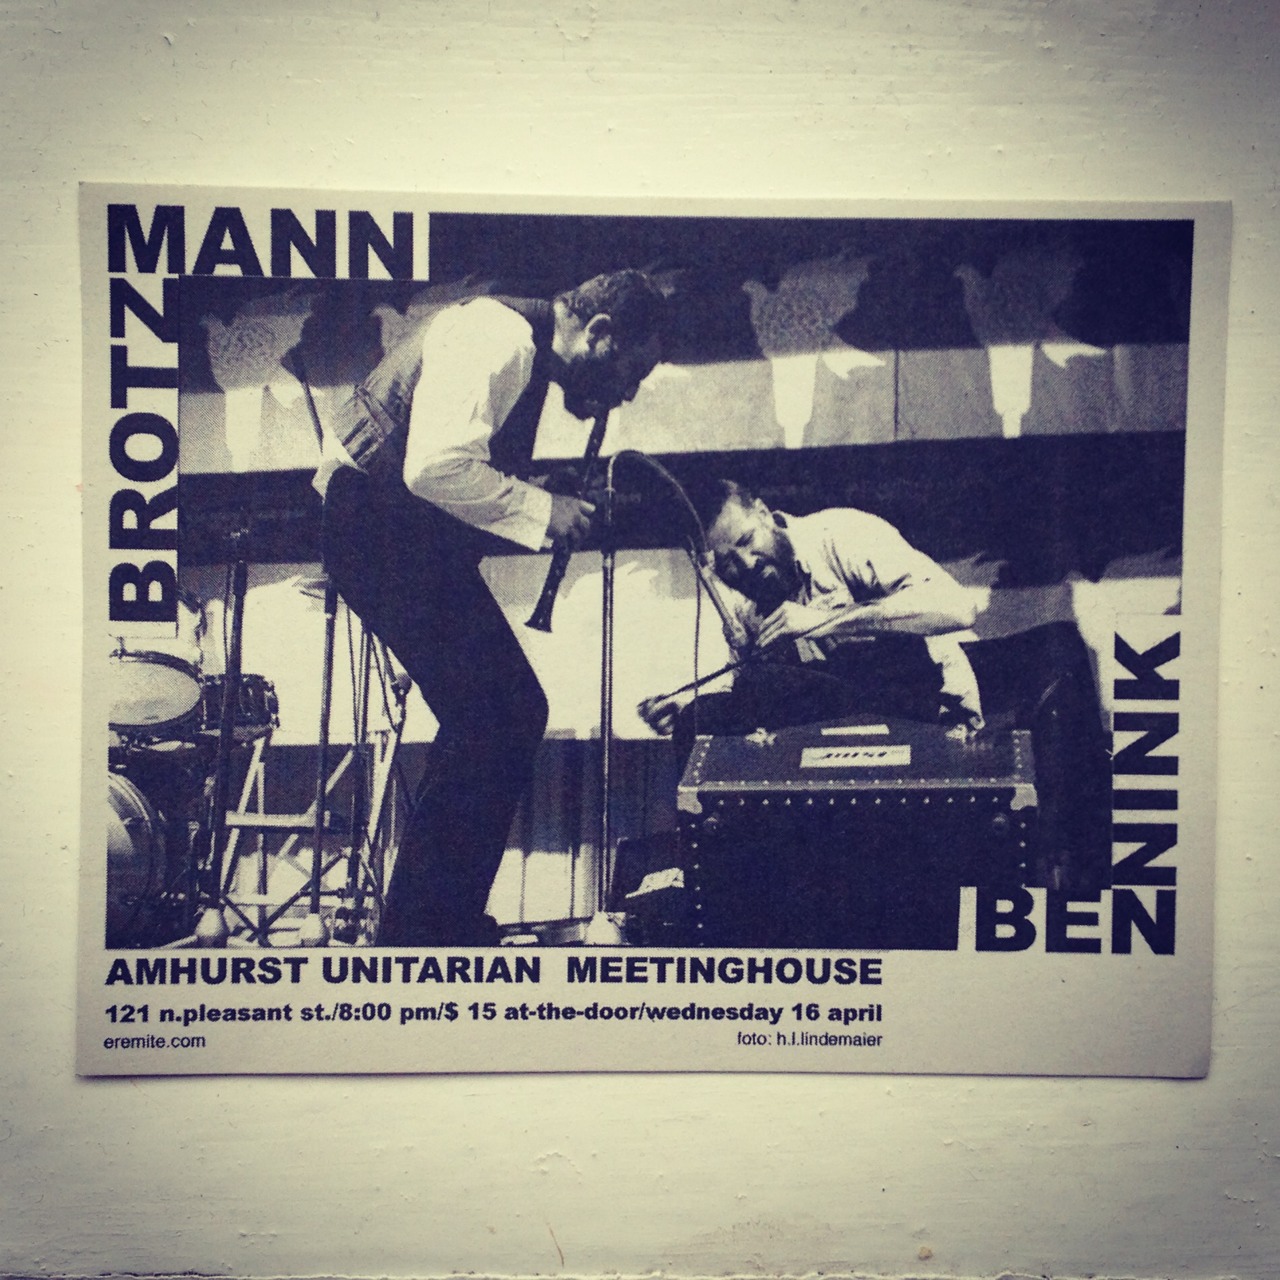 BROTZMANN
BENNINK
AMHURST UNITARIAN MEETINGHOUSE
121 n.pleasant st./8:00 pm/$ 15 at-the-door/wednesday 16 april
eremite.com
foto: h.l.lindemaier